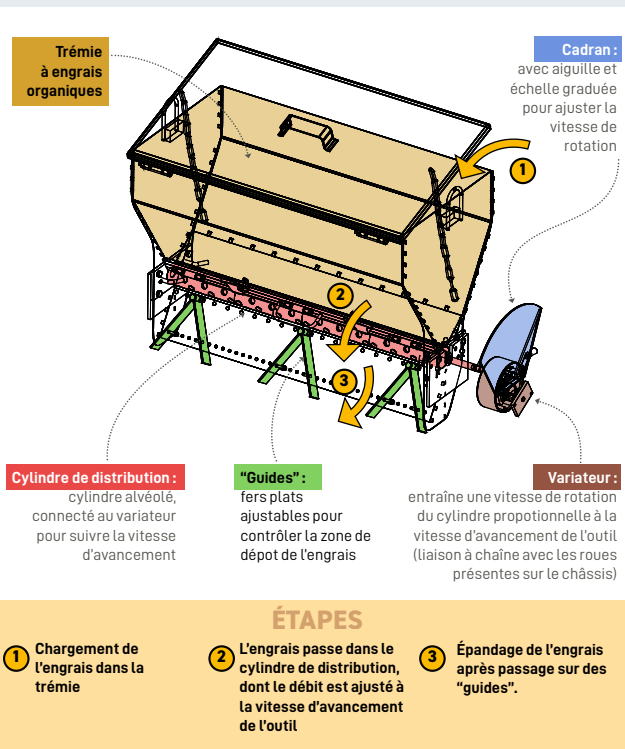 Trémie
à engrais
organiques
Cadran :
avec aiguille et
échelle graduée
pour ajuster la
vitesse de
rotation
1
2
3
Cylindre de distribution :
cylindre alvéolé,
connecté au variateur
pour suivre la vitesse
d'avancement
"Guides" :
fers plats
ajustables pour
contrôler la zone de
dépot de l'engrais
Variateur :
entraîne une vitesse de rotation
du cylindre propotionnelle à la
vitesse d'avancement de l'outil
(liaison à chaîne avec les roues
présentes sur le châssis)
ÉTAPES
1
Chargement de
l'engrais dans la
trémie
2
L'engrais passe dans le
cylindre de distribution,
dont le débit est ajusté à
la vitesse d'avancement
de l'outil
3
Épandage de l'engrais
après passage sur des
"guides".